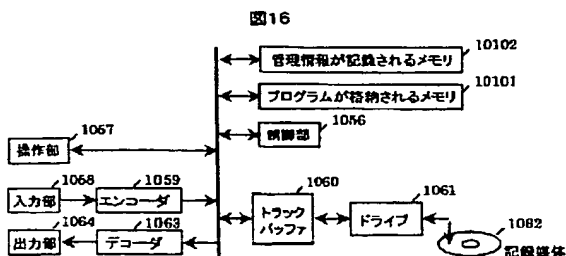 図16
10102
管理情報が記録されるメモリ
10101
プログラムが格納されるメモリ
1056
制御部
1057
操作部
1058
入力部
1059
エンコーダ
1060
トラックバッファ
1061
ドライブ
1062
記録媒体
1064
出力部
1063
デコーダ